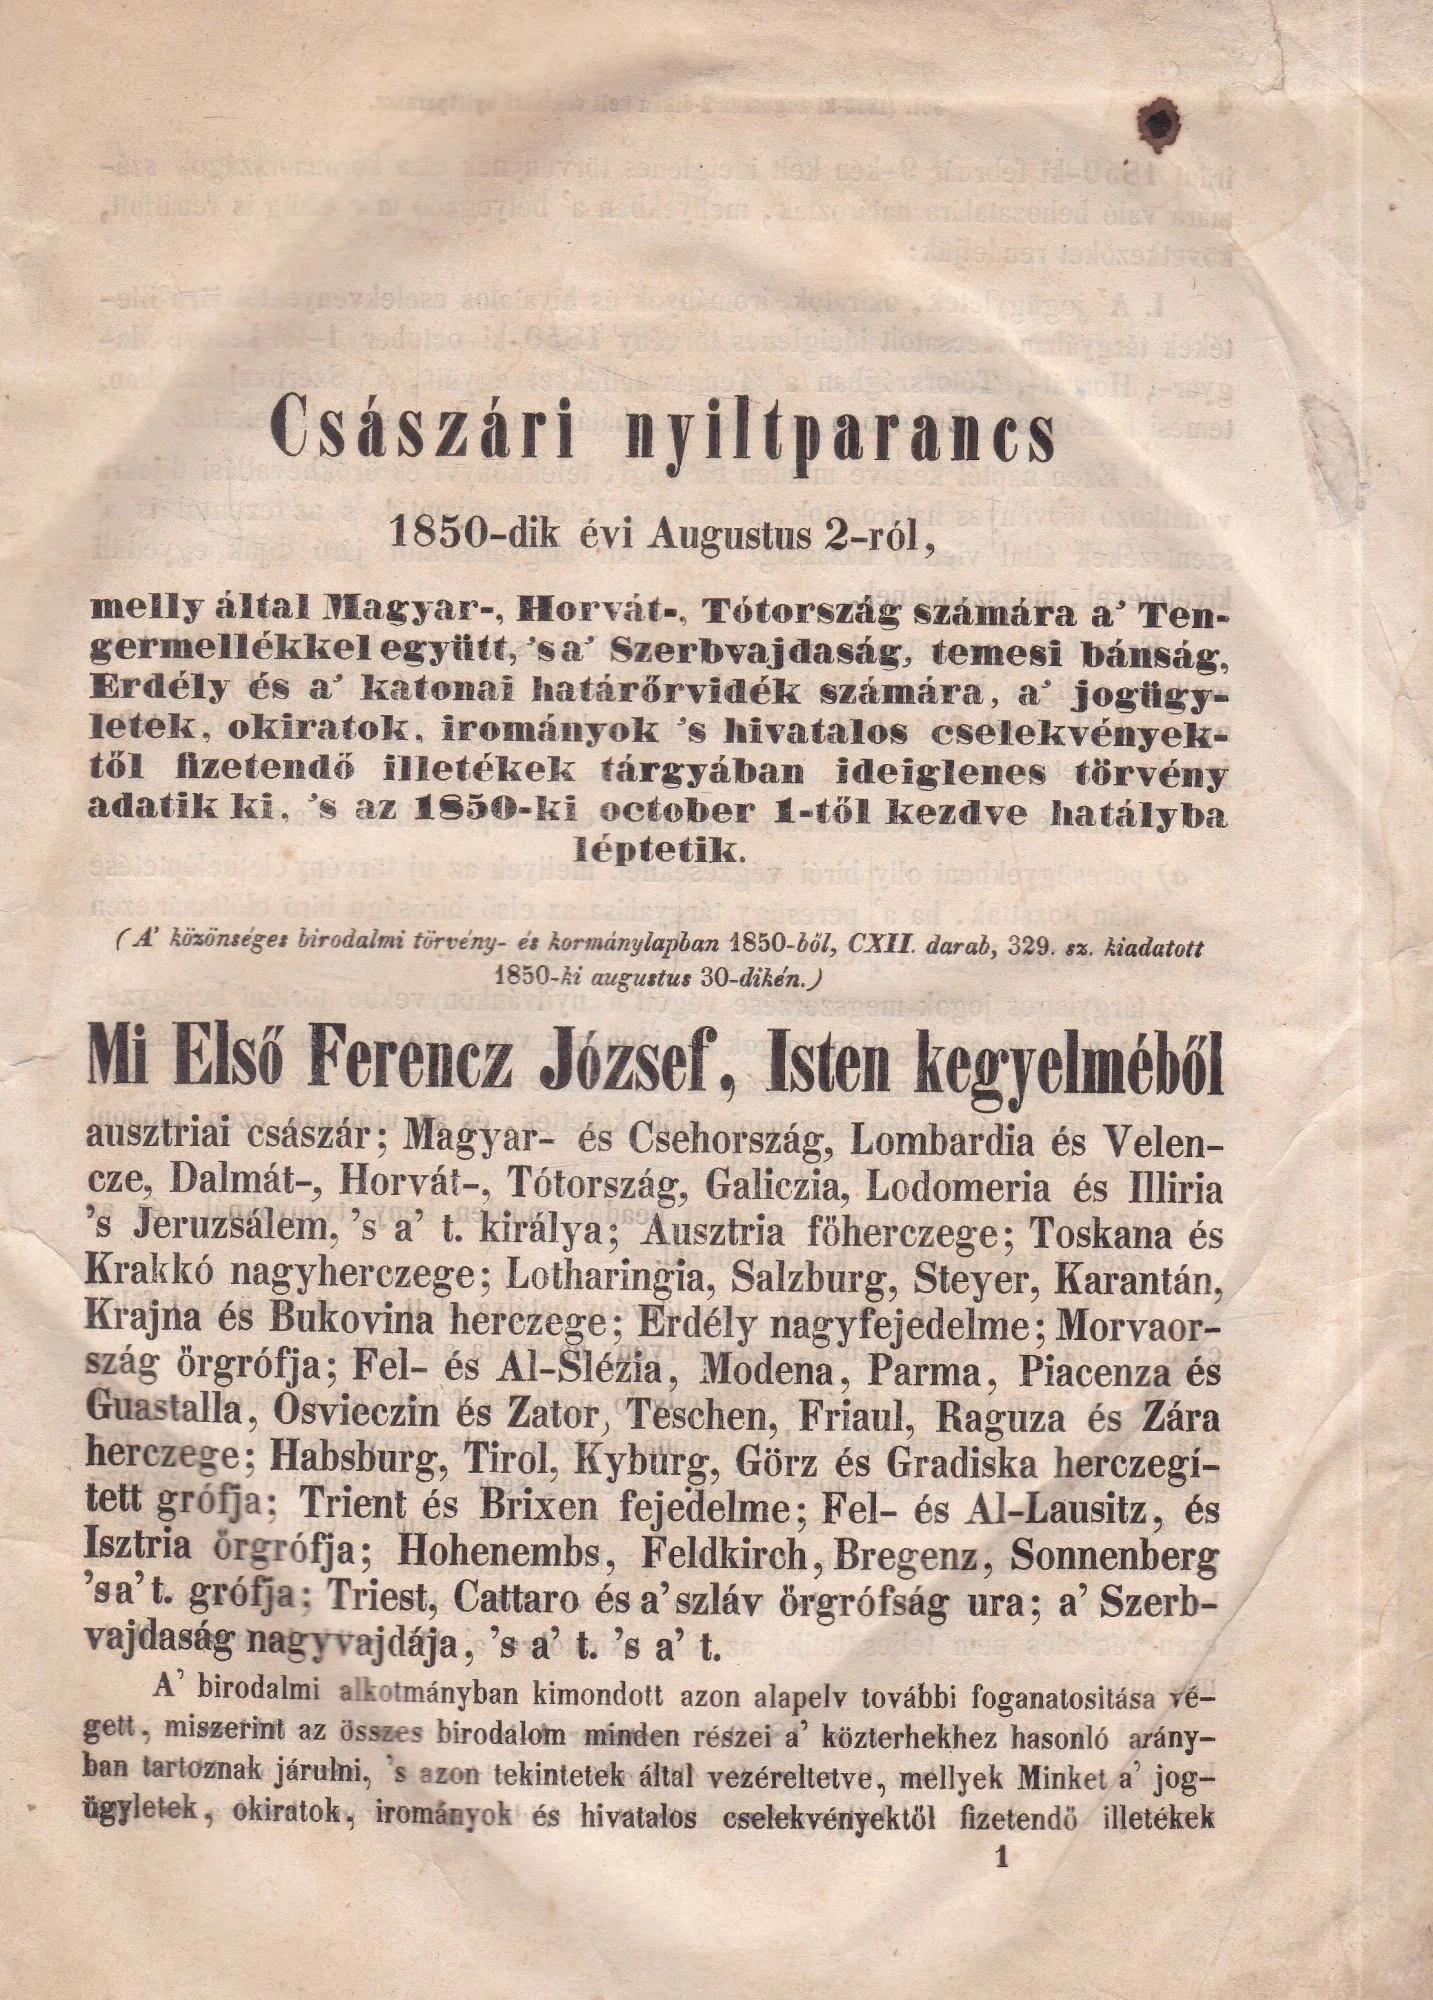 Császári nyiltparancs
1850-dik évi Augustus 2-ról,
melly által Magyar-, Horvát-, Tótország számára a' Ten-
germellékkel együtt, 's a' Szerbvajdaság, temesi bánság,
Erdély és a' katonai határőrvidék számára, a' jogügy-
letek, okiratok, irományok 's hivatalos cselekvények-
től fizetendő illetékek tárgyában ideiglenes törvény
adatik ki, 's az 1850-ki october 1-től kezdve hatályba
léptetik.
(A' közönséges birodalmi törvény- és kormánylapban 1850-ből, CXII. darab, 329. sz. kiadatott
1850-ki augustus 30-dikén.)
Mi Első Ferencz József, Isten kegyelméből
ausztriai császár; Magyar- és Csehország, Lombardia és Velen-
cze, Dalmát-, Horvát-, Tótország, Galiczia, Lodomeria és Illiria
's Jeruzsálem, 's a' t. királya; Ausztria főherczege; Toskana és
Krakkó nagyherczege; Lotharingia, Salzburg, Steyer, Karantán,
Krajna és Bukovina herczege; Erdély nagyfejedelme; Morvaor-
szág örgrófja; Fel- és Al-Slézia, Modena, Parma, Piacenza és
Guastalla, Osvieczin és Zator, Teschen, Friaul, Raguza és Zára
herczege; Habsburg, Tirol, Kyburg, Görz és Gradiska herczegí-
tett grófja; Trient és Brixen fejedelme; Fel- és Al-Lausitz, és
Isztria örgrófja; Hohenembs, Feldkirch, Bregenz, Sonnenberg
's a' t. grófja; Triest, Cattaro és a' szláv örgrófság ura; a' Szerb-
vajdaság nagyvajdája, 's a' t. 's a' t.
A' birodalmi alkotmányban kimondott azon alapelv további foganatositása vé-
gett, miszerint az összes birodalom minden részei a' közterhekhez hasonló arány-
ban tartoznak járulni, 's azon tekintetek által vezéreltetve, mellyek Minket a' jog-
ügyletek, okiratok, irományok és hivatalos cselekvényektől fizetendő illetékek
1